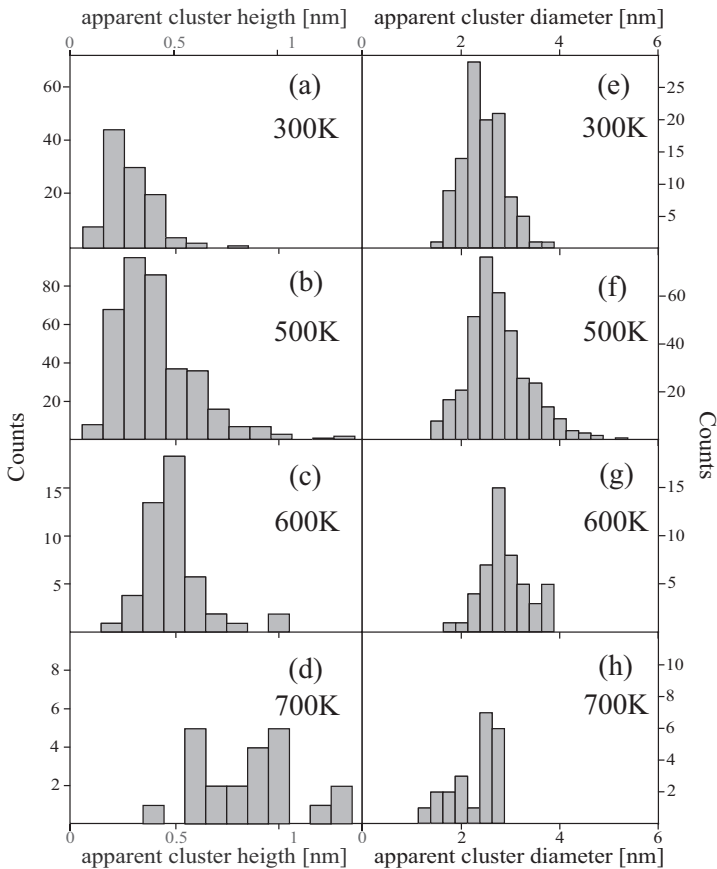 apparent cluster heigth [nm] apparent cluster diameter [nm]
0 0.5 1 0 2 4 6
(a)
300K
60
40
20
(e)
300K
25
20
15
10
5
(b)
500K
80
60
40
20
(f)
500K
60
40
20
Counts
Counts
(c)
600K
15
10
5
(g)
600K
15
10
5
(d)
700K
8
6
4
2
(h)
700K
10
8
6
4
2
0 0.5 1 0 2 4 6
apparent cluster heigth [nm] apparent cluster diameter [nm]